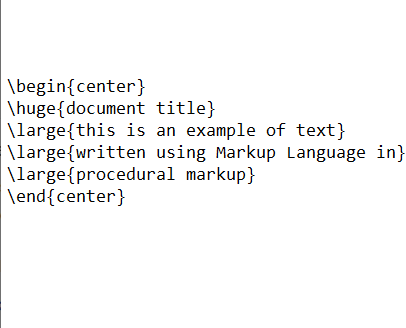 \begin{center}
\huge{document title}
\large{this is an example of text}
\large{written using Markup Language in}
\large{procedural markup}
\end{center}